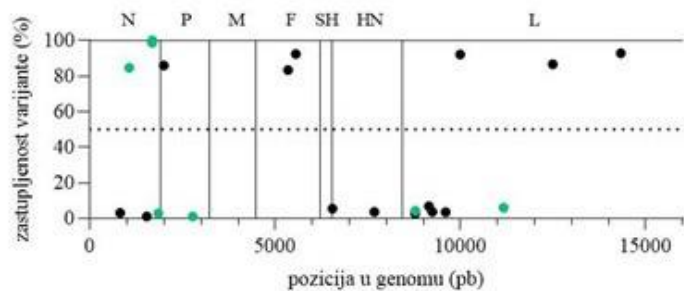 N P M F SH HN L
zastupljenost varijante (%)
100
80
60
40
20
0
0 5000 10000 15000
pozicija u genomu (pb)